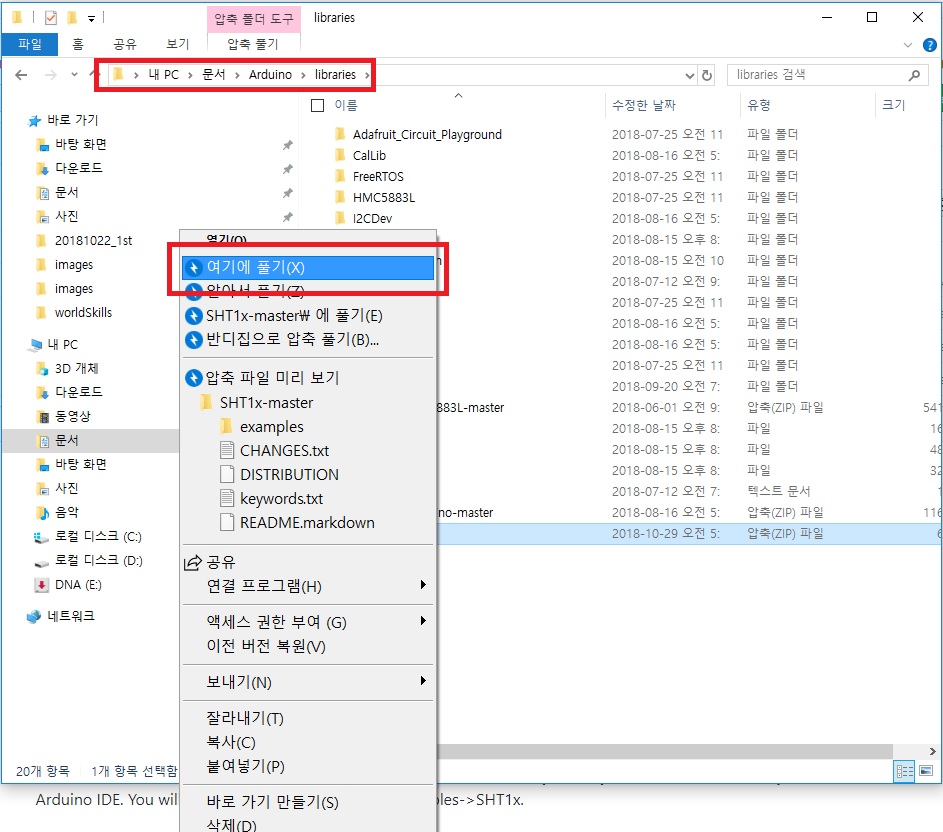 압축 폴더 도구 libraries
파일 홈 공유 보기 압축 풀기
내 PC 문서 Arduino libraries libraries 검색
이름 수정한 날짜 유형 크기
바로 가기
바탕 화면
다운로드
문서
사진
20181022_1st
images
images
worldSkills
내 PC
3D 개체
다운로드
동영상
문서
바탕 화면
사진
음악
로컬 디스크 (C:)
로컬 디스크 (D:)
DNA (E:)
네트워크
Adafruit_Circuit_Playground 2018-07-25 오전 11 파일 폴더
CalLib 2018-08-16 오전 5: 파일 폴더
FreeRTOS 2018-07-25 오전 11 파일 폴더
HMC5883L 2018-07-25 오전 11 파일 폴더
I2CDev 2018-08-16 오전 5: 파일 폴더
2018-08-15 오후 8: 파일 폴더
2018-08-15 오전 10 파일 폴더
2018-07-12 오전 9: 파일 폴더
2018-07-25 오전 11 파일 폴더
2018-08-16 오전 5: 파일 폴더
2018-08-16 오전 5: 파일 폴더
2018-07-25 오전 11 파일 폴더
2018-09-20 오전 7: 파일 폴더
883L-master 2018-06-01 오전 9: 압축(ZIP) 파일 541
2018-08-15 오후 8: 파일 16
2018-08-15 오후 8: 파일 48
2018-08-15 오후 8: 파일 32
2018-07-12 오전 7: 텍스트 문서 1
no-master 2018-08-16 오전 5: 압축(ZIP) 파일 116
2018-10-29 오전 5: 압축(ZIP) 파일 6
열기(O)
여기에 풀기(X)
알아서 풀기(Z)
SHT1x-master₩ 에 풀기(E)
반디집으로 압축 풀기(B)...
압축 파일 미리 보기
SHT1x-master
examples
CHANGES.txt
DISTRIBUTION
keywords.txt
README.markdown
공유
연결 프로그램(H)
액세스 권한 부여 (G)
이전 버전 복원(V)
보내기(N)
잘라내기(T)
복사(C)
붙여넣기(P)
바로 가기 만들기(S)
삭제(D)
20개 항목 1개 항목 선택함
Arduino IDE. You wil les->SHT1x.